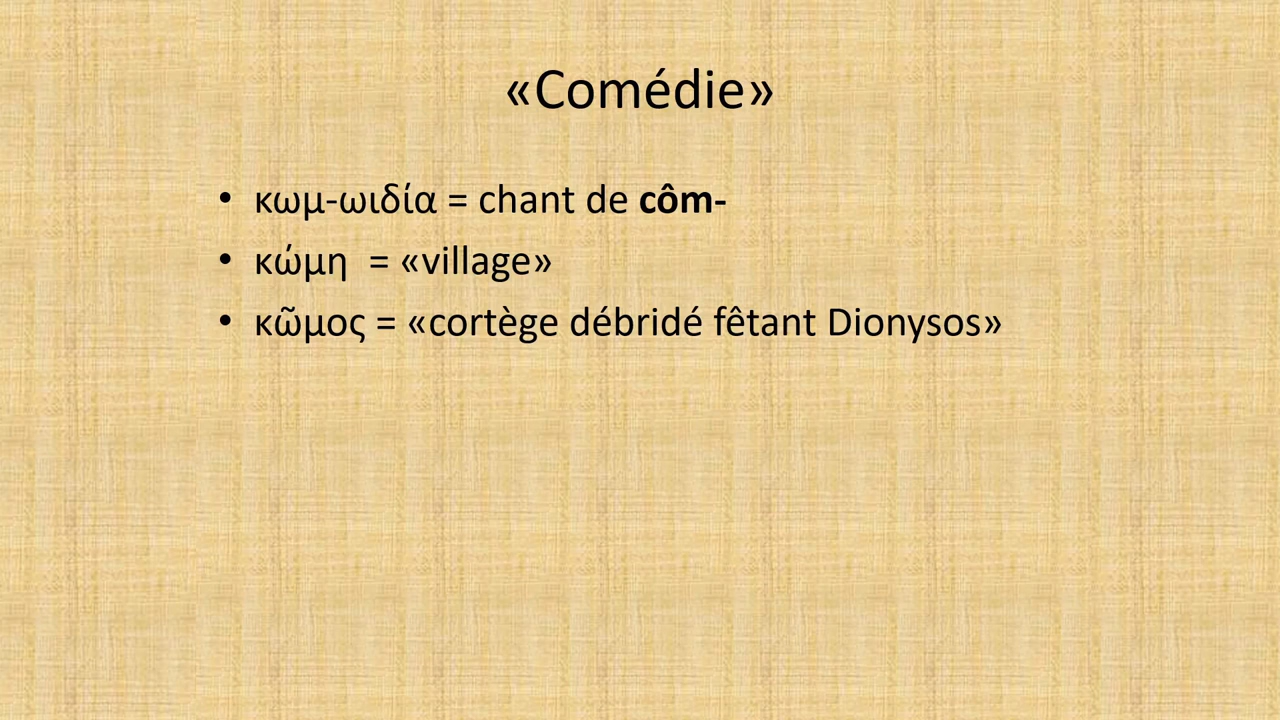 «Comédie»
• κωμ-ωιδία = chant de côm-
• κώμη  = «village»
• κῶμος = «cortège débridé fêtant Dionysos»